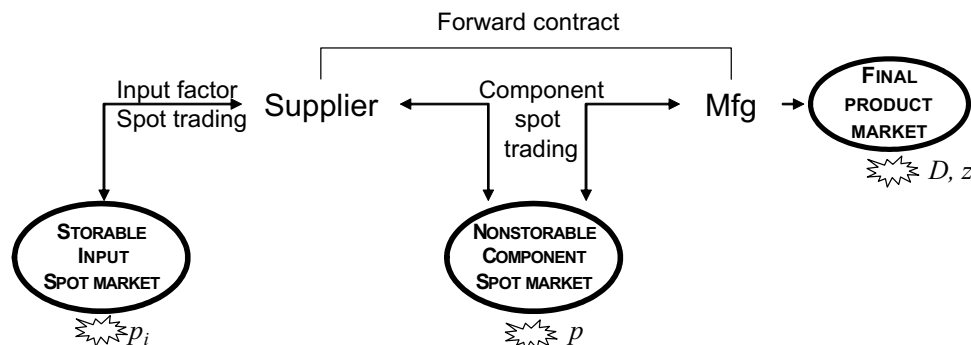 Forward contract
Input factor
Spot trading
Supplier
Component
spot
trading
Mfg
FINAL
PRODUCT
MARKET
D, z
STORABLE
INPUT
SPOT MARKET
p_i
NONSTORABLE
COMPONENT
SPOT MARKET
p